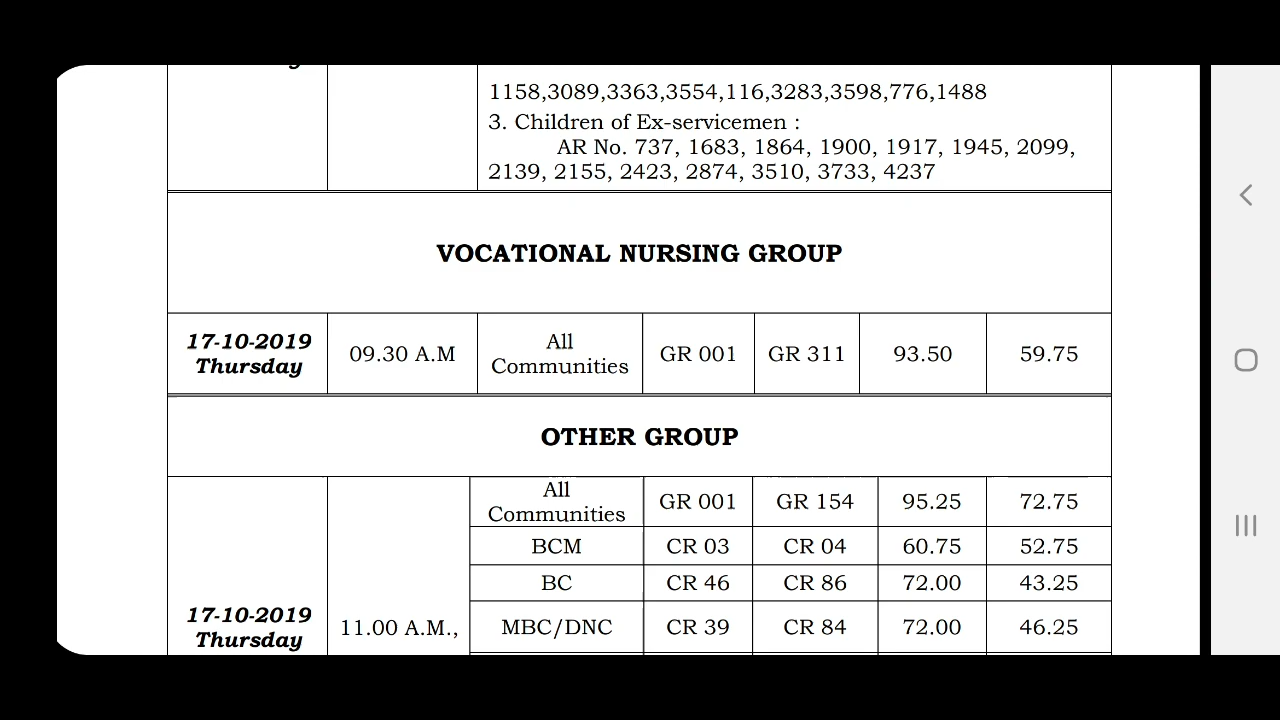 1158,3089,3363,3554,116,3283,3598,776,1488
3. Children of Ex-servicemen :
AR No. 737, 1683, 1864, 1900, 1917, 1945, 2099,
2139, 2155, 2423, 2874, 3510, 3733, 4237
VOCATIONAL NURSING GROUP
17-10-2019 Thursday 09.30 A.M All Communities GR 001 GR 311 93.50 59.75
OTHER GROUP
17-10-2019 Thursday 11.00 A.M., All Communities GR 001 GR 154 95.25 72.75
BCM CR 03 CR 04 60.75 52.75
BC CR 46 CR 86 72.00 43.25
MBC/DNC CR 39 CR 84 72.00 46.25